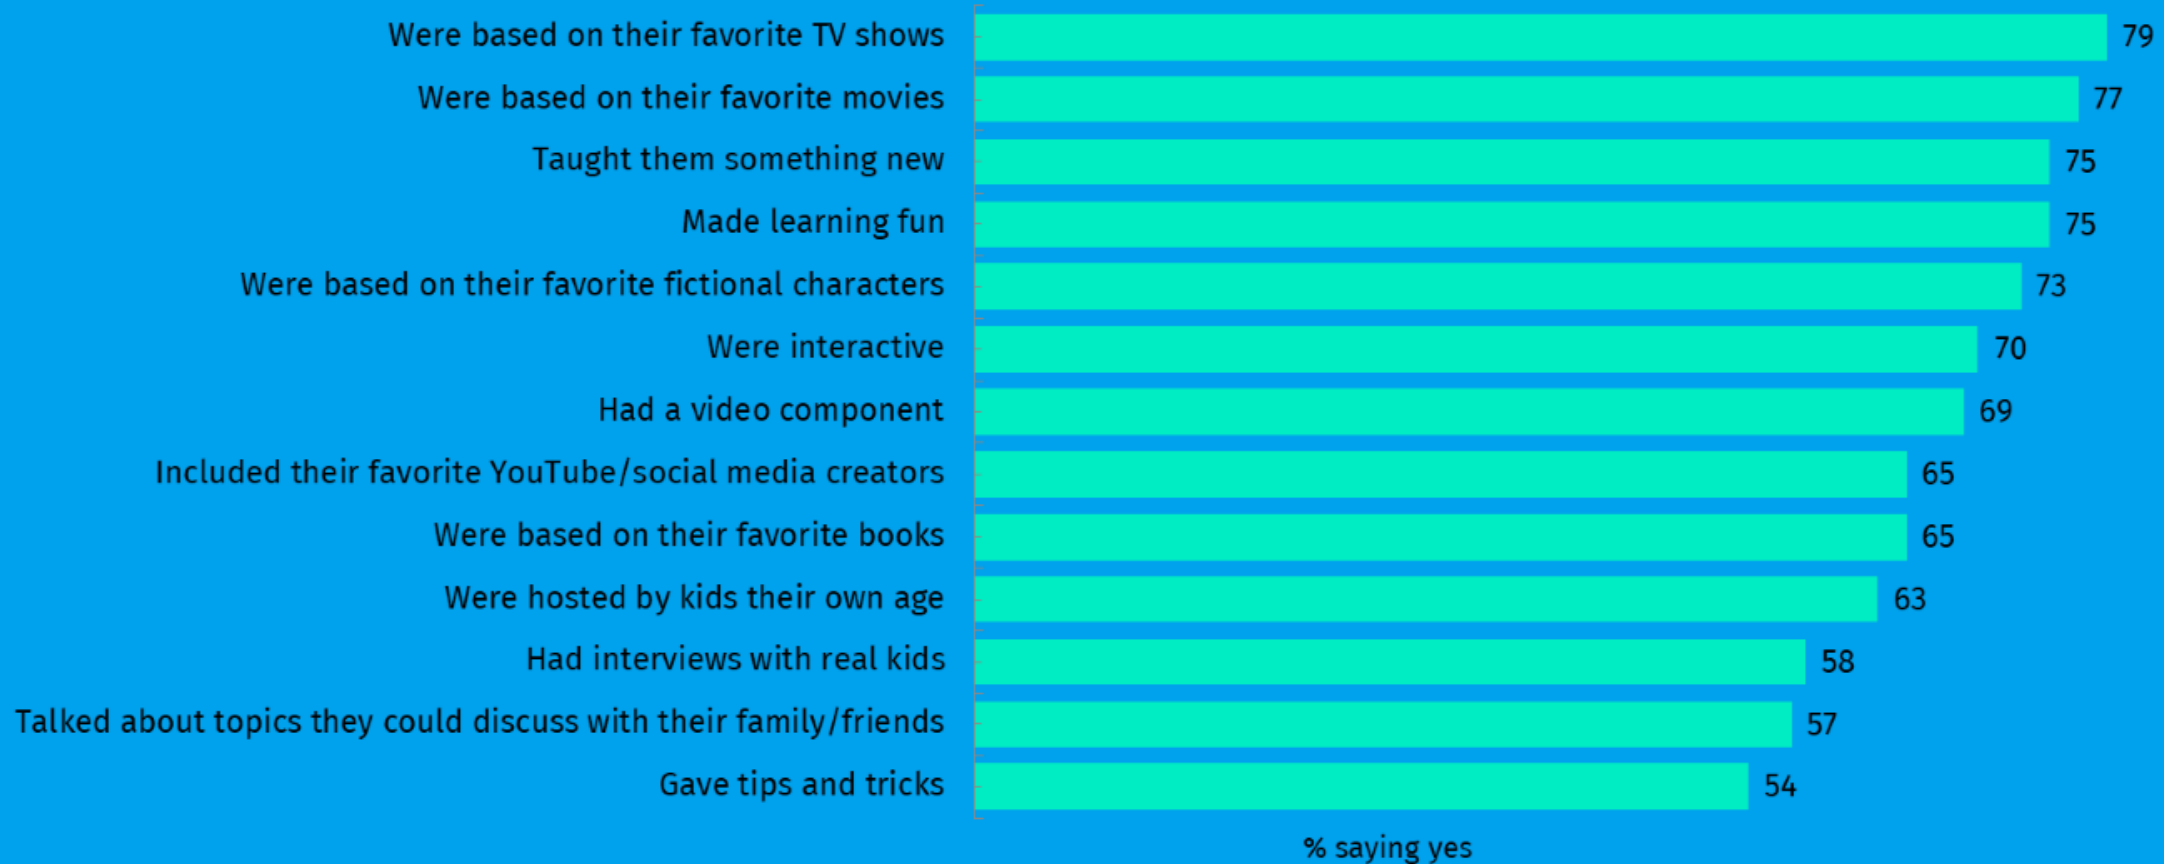 Were based on their favorite TV shows 79
Were based on their favorite movies 77
Taught them something new 75
Made learning fun 75
Were based on their favorite fictional characters 73
Were interactive 70
Had a video component 69
Included their favorite YouTube/social media creators 65
Were based on their favorite books 65
Were hosted by kids their own age 63
Had interviews with real kids 58
Talked about topics they could discuss with their family/friends 57
Gave tips and tricks 54
% saying yes